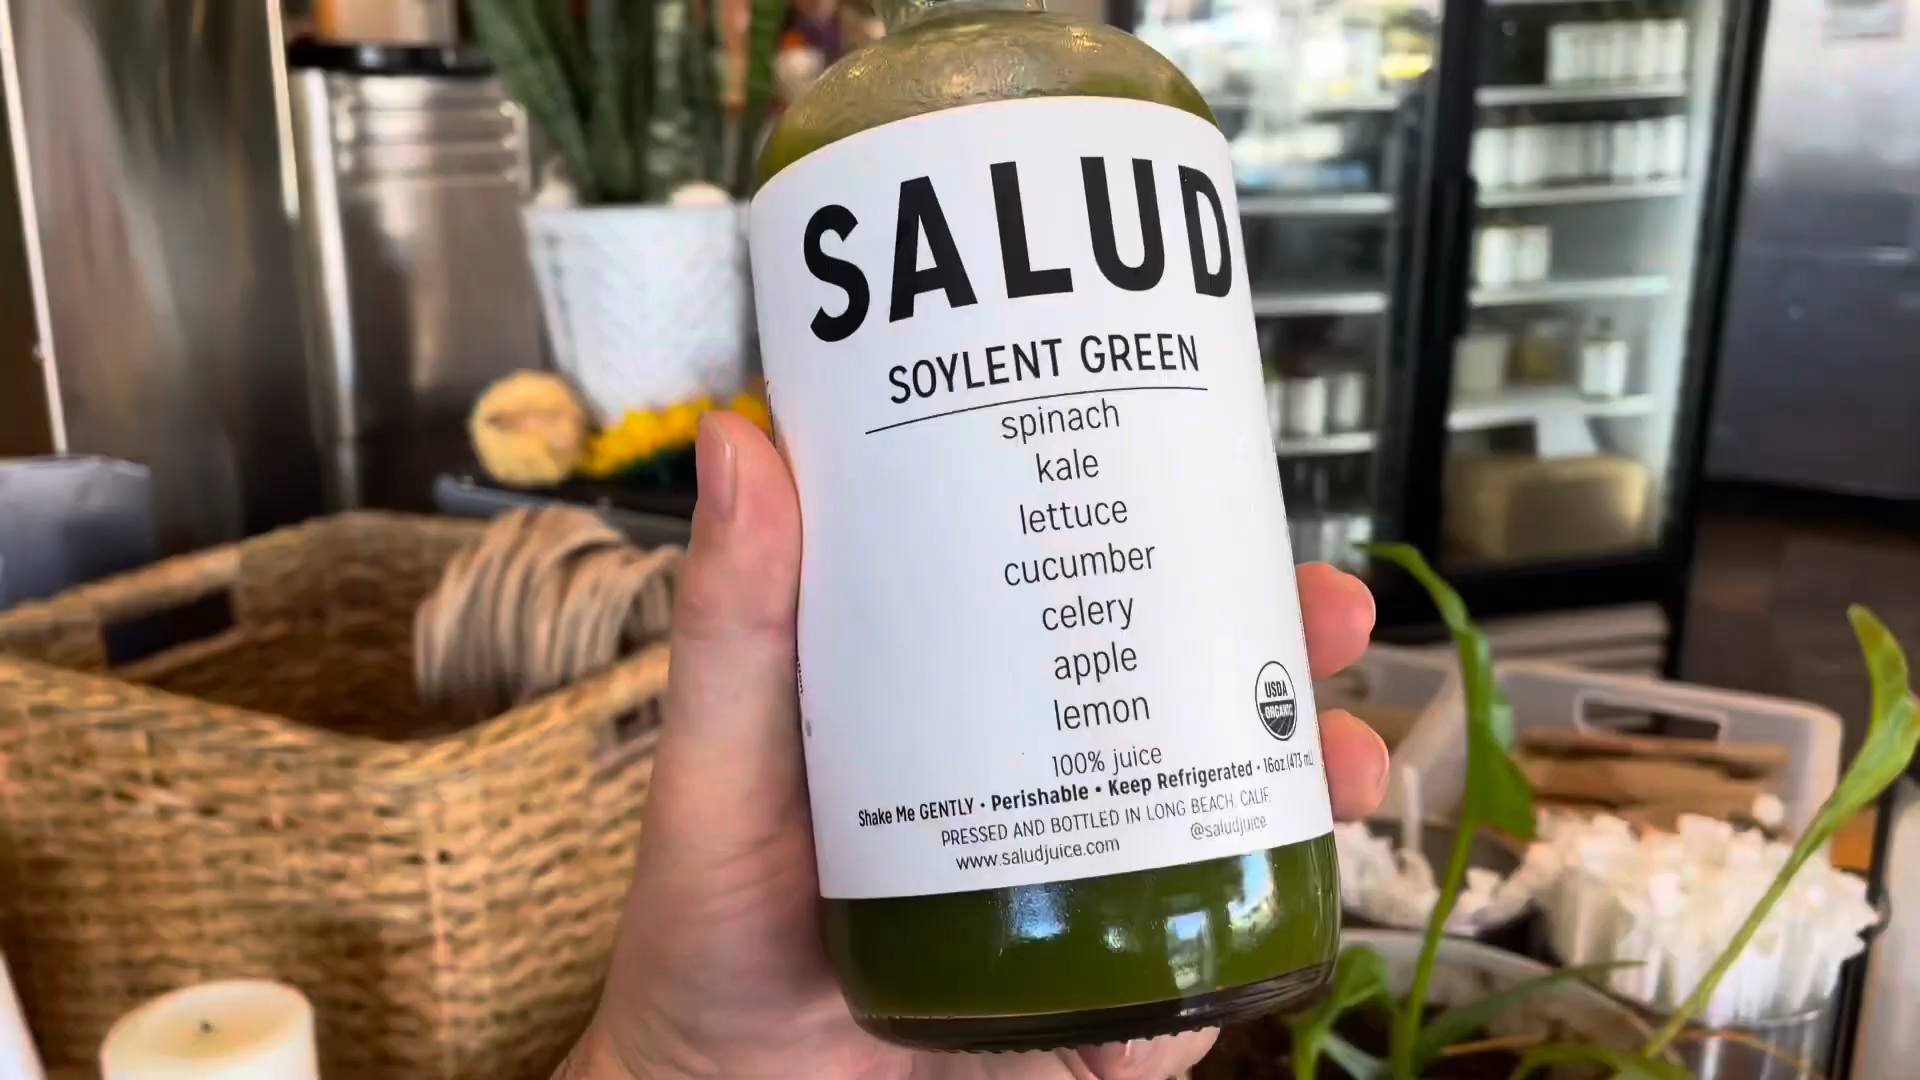 SALUD
SOYLENT GREEN
spinach
kale
lettuce
cucumber
celery
apple
lemon
USDA
ORGANIC
100% juice
Shake Me GENTLY • Perishable • Keep Refrigerated • 16oz (473 mL)
PRESSED AND BOTTLED IN LONG BEACH, CALIF.
www.saludjuice.com @saludjuice